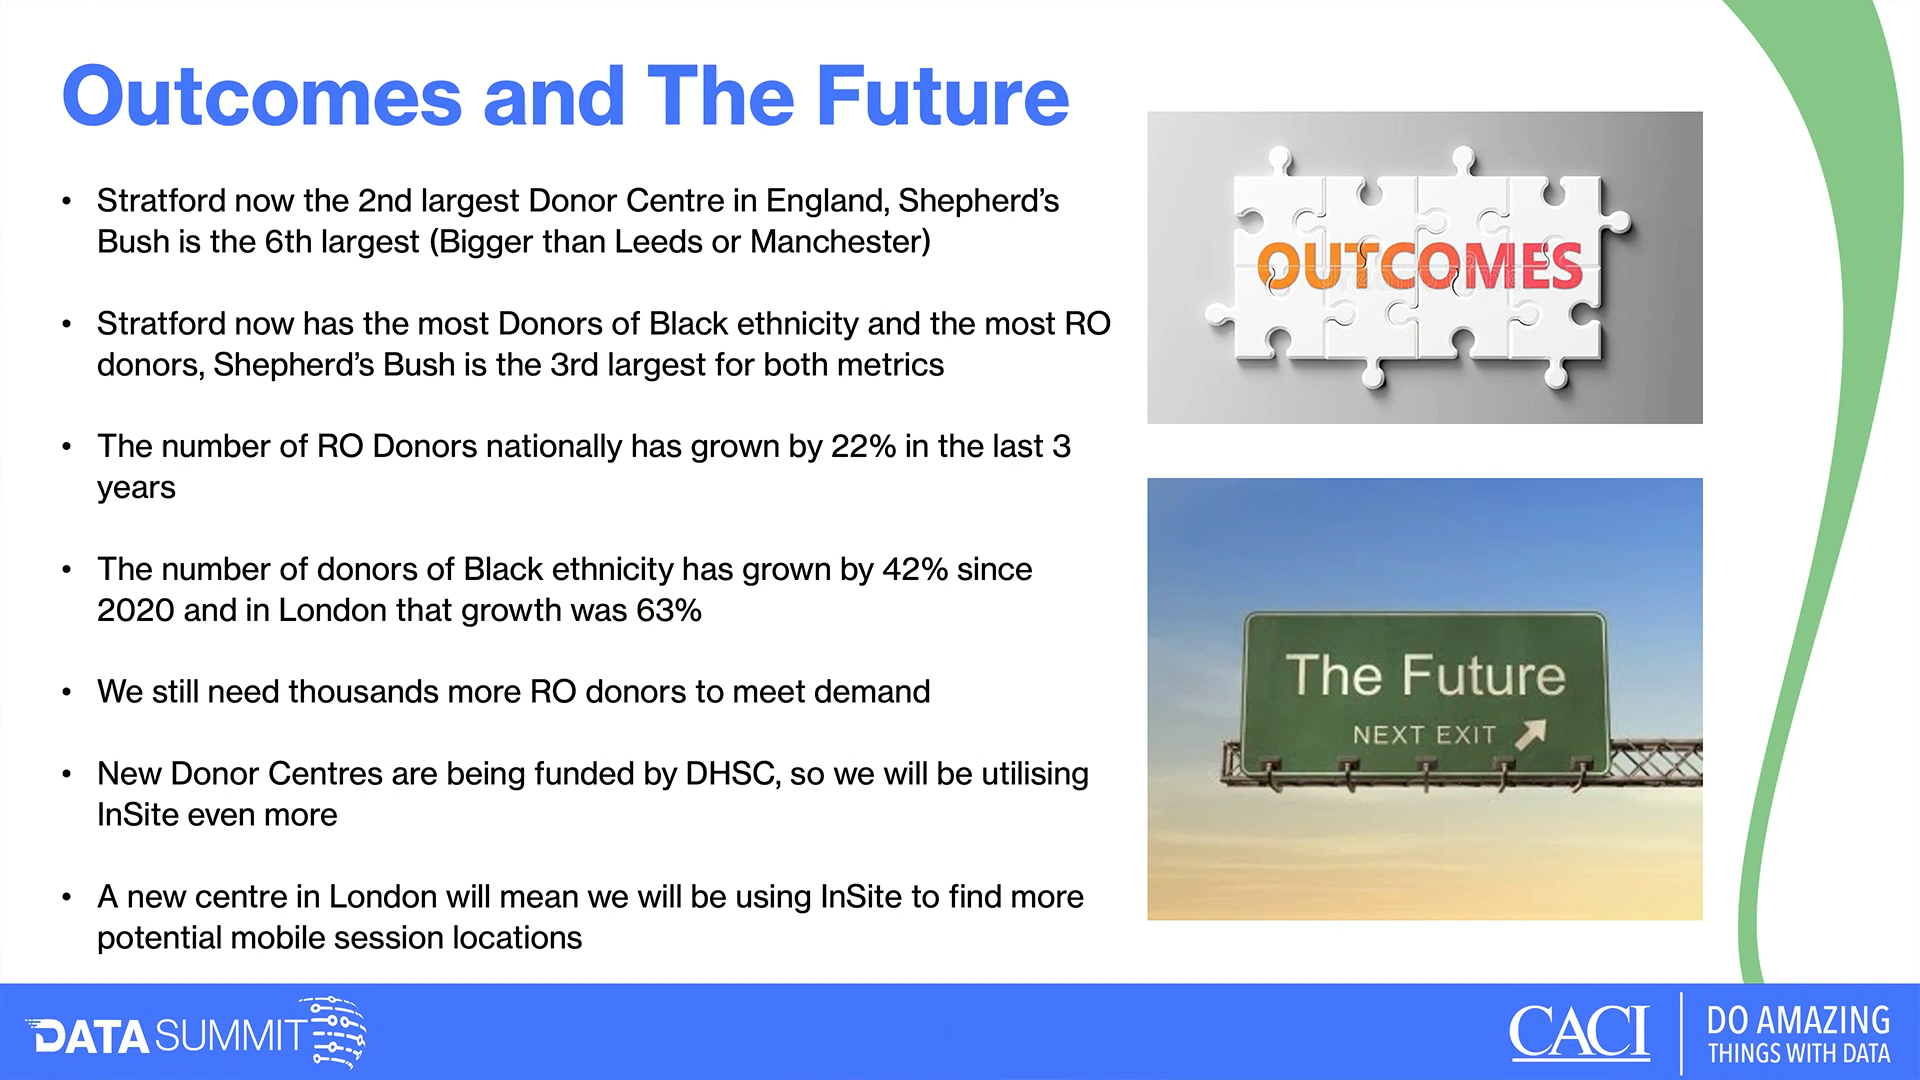 Outcomes and The Future
• Stratford now the 2nd largest Donor Centre in England, Shepherd’s
Bush is the 6th largest (Bigger than Leeds or Manchester)
• Stratford now has the most Donors of Black ethnicity and the most RO
donors, Shepherd’s Bush is the 3rd largest for both metrics
• The number of RO Donors nationally has grown by 22% in the last 3
years
• The number of donors of Black ethnicity has grown by 42% since
2020 and in London that growth was 63%
• We still need thousands more RO donors to meet demand
• New Donor Centres are being funded by DHSC, so we will be utilising
InSite even more
• A new centre in London will mean we will be using InSite to find more
potential mobile session locations
OUTCOMES
The Future
NEXT EXIT
DATA SUMMIT
CACI
DO AMAZING
THINGS WITH DATA